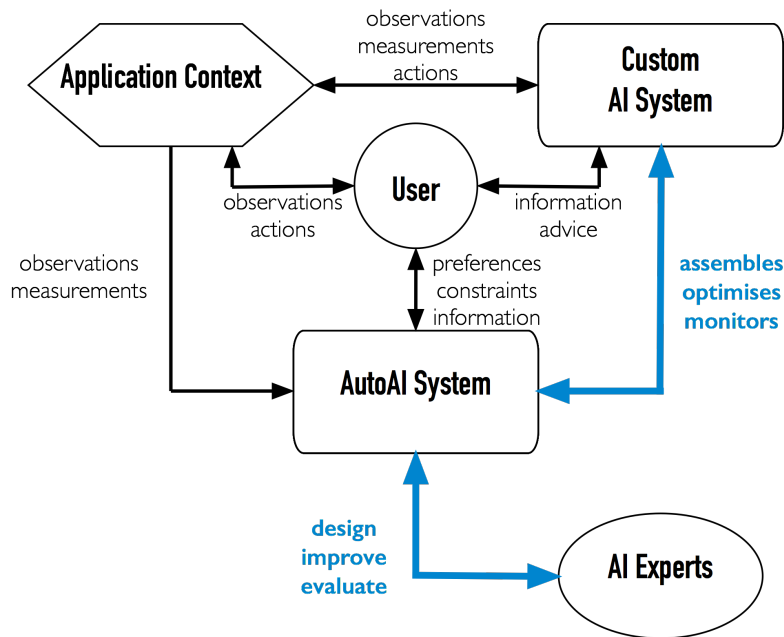 observations
measurements
actions
Application Context
Custom
AI System
User
observations
actions
information
advice
observations
measurements
preferences
constraints
information
assembles
optimises
monitors
AutoAI System
design
improve
evaluate
AI Experts